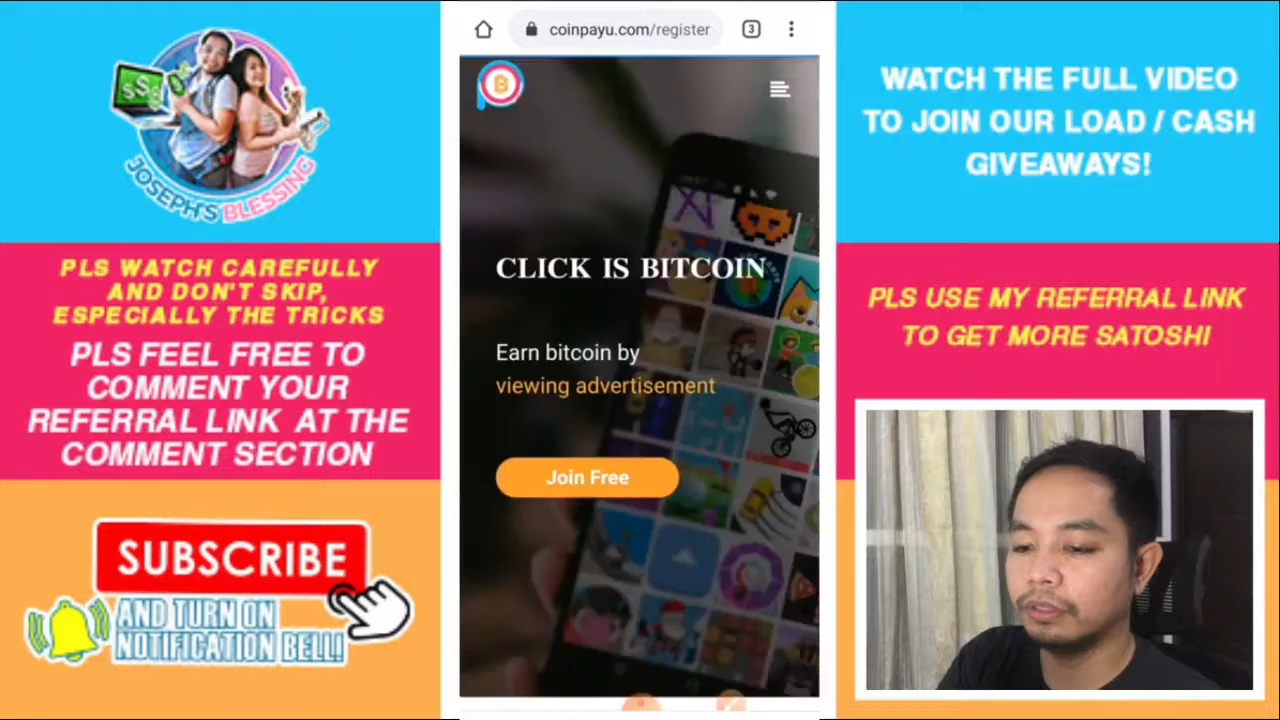 JOSEPH'S BLESSING
PLS WATCH CAREFULLY
AND DON'T SKIP,
ESPECIALLY THE TRICKS
PLS FEEL FREE TO
COMMENT YOUR
REFERRAL LINK AT THE
COMMENT SECTION
SUBSCRIBE
AND TURN ON
NOTIFICATION BELL!
coinpayu.com/register
3
B
CLICK IS BITCOIN
Earn bitcoin by
viewing advertisement
Join Free
WATCH THE FULL VIDEO
TO JOIN OUR LOAD / CASH
GIVEAWAYS!
PLS USE MY REFERRAL LINK
TO GET MORE SATOSHI